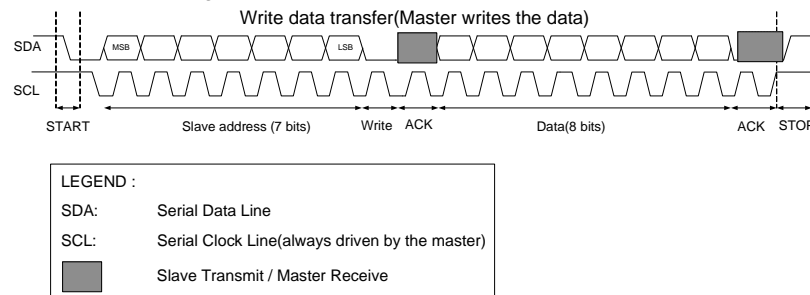 Write data transfer(Master writes the data)
SDA
MSB
LSB
SCL
START
Slave address (7 bits)
Write
ACK
Data(8 bits)
ACK
STOP
LEGEND :
SDA: Serial Data Line
SCL: Serial Clock Line(always driven by the master)
Slave Transmit / Master Receive